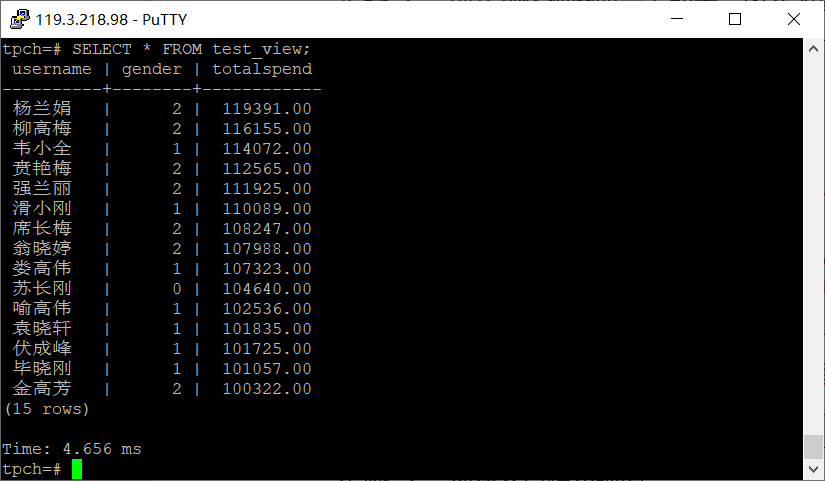 119.3.218.98 - PuTTY
tpch=# SELECT * FROM test_view;
 username | gender | totalspend
----------+--------+------------
 杨兰娟   |      2 |  119391.00
 柳高梅   |      2 |  116155.00
 韦小全   |      1 |  114072.00
 贲艳梅   |      2 |  112565.00
 强兰丽   |      2 |  111925.00
 滑小刚   |      1 |  110089.00
 席长梅   |      2 |  108247.00
 翁晓婷   |      2 |  107988.00
 娄高伟   |      1 |  107323.00
 苏长刚   |      0 |  104640.00
 喻高伟   |      1 |  102536.00
 袁晓轩   |      1 |  101835.00
 伏成峰   |      1 |  101725.00
 毕晓刚   |      1 |  101057.00
 金高芳   |      2 |  100322.00
(15 rows)
Time: 4.656 ms
tpch=#